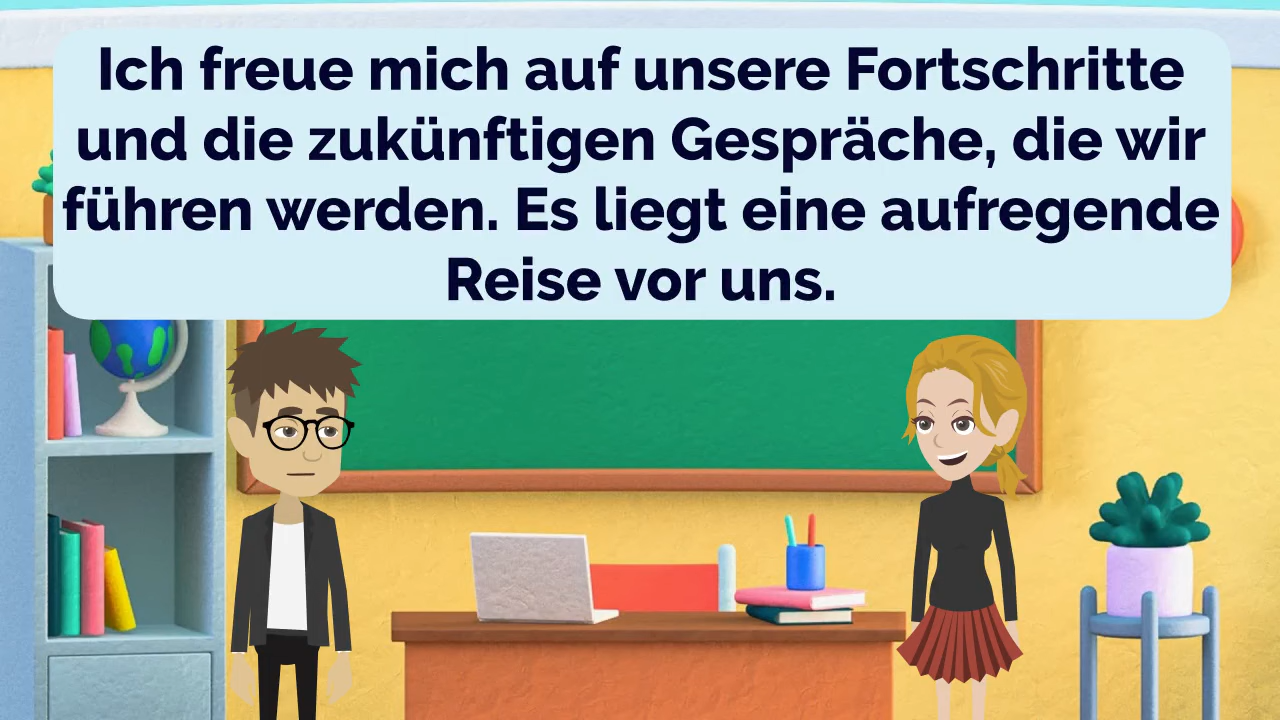 Ich freue mich auf unsere Fortschritte
und die zukünftigen Gespräche, die wir
führen werden. Es liegt eine aufregende
Reise vor uns.